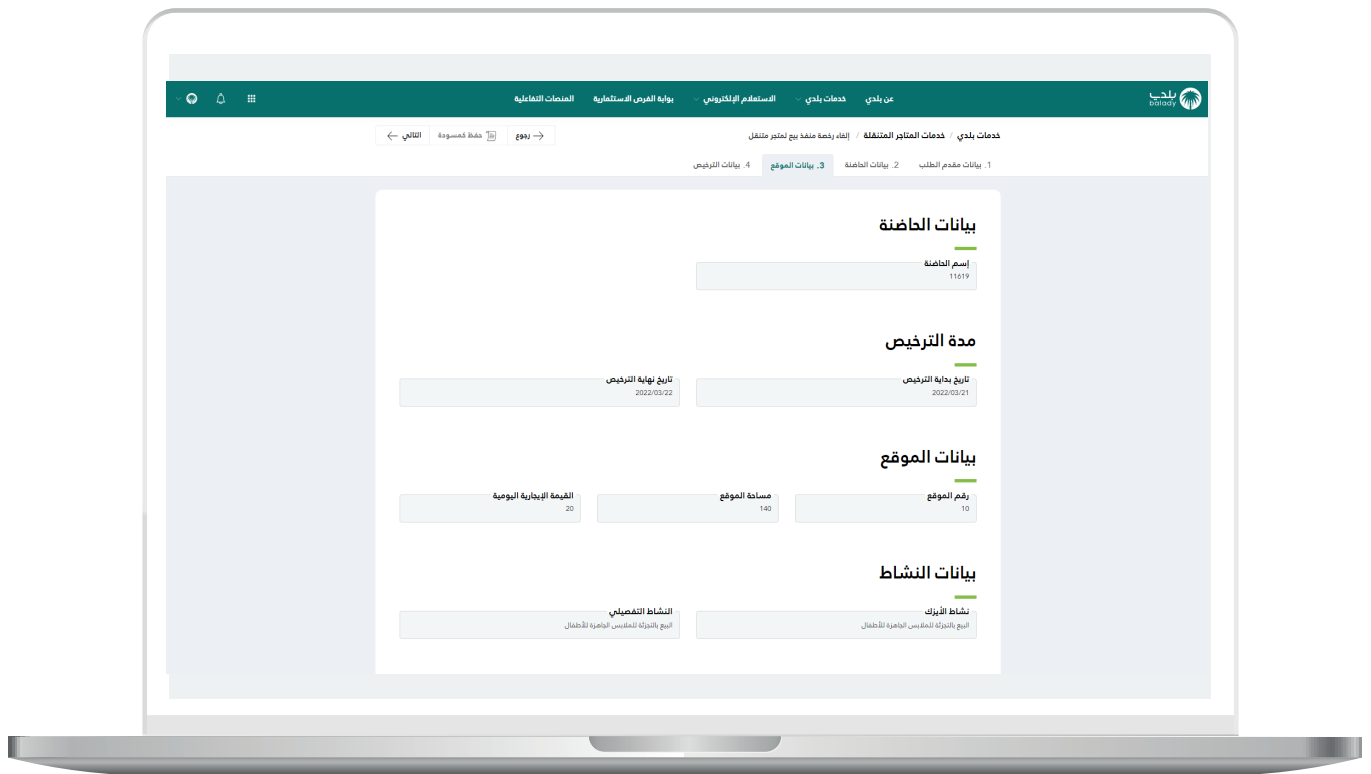 بلدي
balady
عن بلدي خدمات بلدي الاستعلام الإلكتروني بوابة الفرص الاستثمارية المنصات التفاعلية
خدمات بلدي / خدمات المتاجر المتنقلة / إلغاء رخصة منفذ بيع لمتجر متنقل
رجوع حفظ كمسودة التالي
1. بيانات مقدم الطلب 2. بيانات الحاضنة 3. بيانات الموقع 4. بيانات الترخيص
بيانات الحاضنة
إسم الحاضنة
11619
مدة الترخيص
تاريخ بداية الترخيص تاريخ نهاية الترخيص
2022/03/21 2022/03/22
بيانات الموقع
رقم الموقع مساحة الموقع القيمة الإيجارية اليومية
10 140 20
بيانات النشاط
نشاط الأيزك النشاط التفصيلي
البيع بالتجزئة للملابس الجاهزة للأطفال البيع بالتجزئة للملابس الجاهزة للأطفال